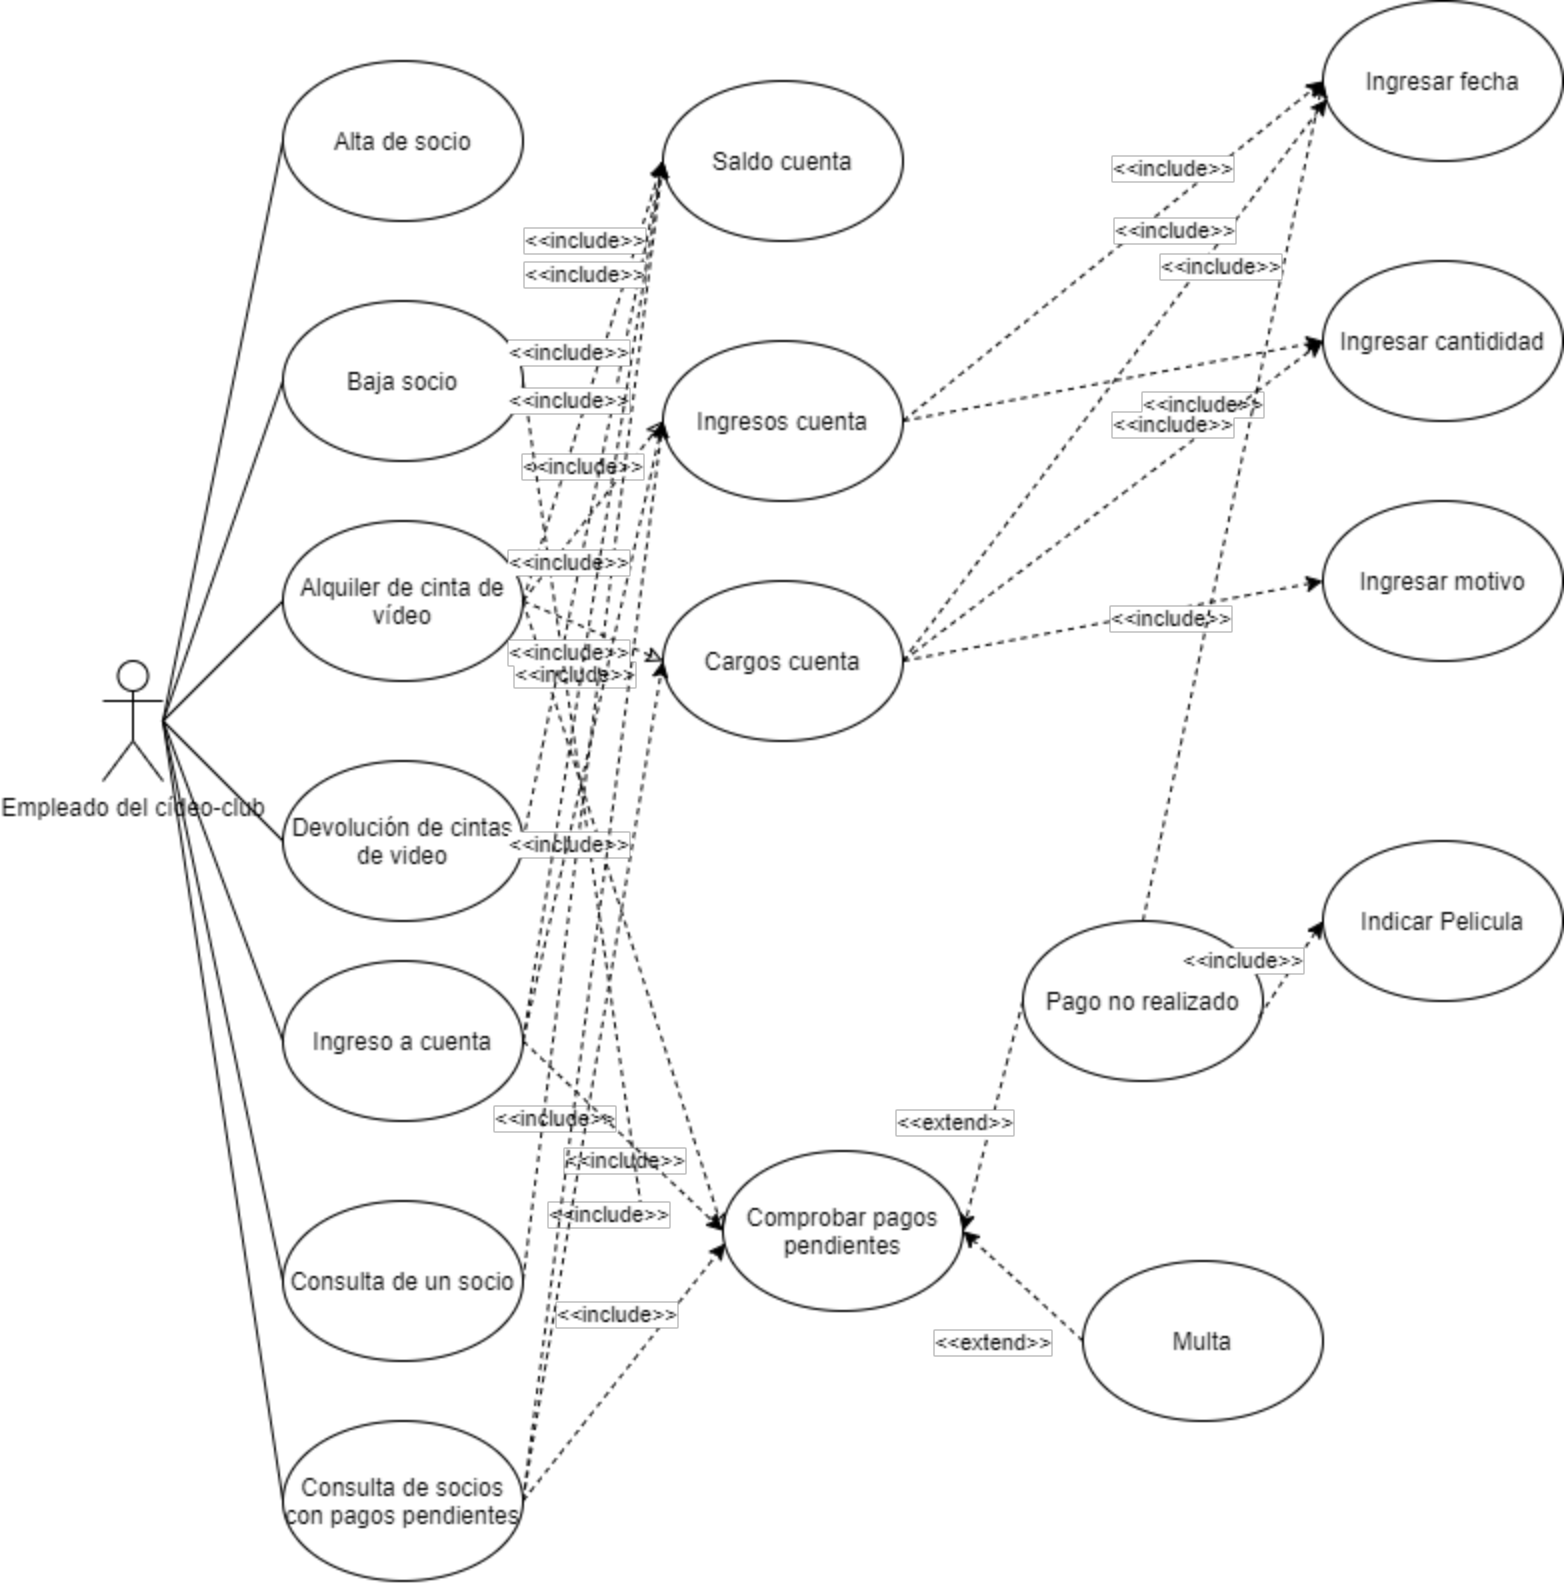 Ingresar fecha
Alta de socio
Saldo cuenta
<<include>>
<<include>>
<<include>>
<<include>>
<<include>>
Ingresar cantididad
<<include>>
Baja socio
<<include>>
<<include>>
<<include>>
Ingresos cuenta
<<include>>
<<include>>
Ingresar motivo
Alquiler de cinta de
vídeo
<<include>>
<<include>>
<<include>>
Cargos cuenta
Empleado del cídeo-club
Devolución de cintas
de video
<<include>>
Indicar Pelicula
<<include>>
Pago no realizado
Ingreso a cuenta
<<include>>
<<extend>>
<<include>>
<<include>>
Comprobar pagos
pendientes
Consulta de un socio
<<include>>
<<extend>>
Multa
Consulta de socios
con pagos pendientes